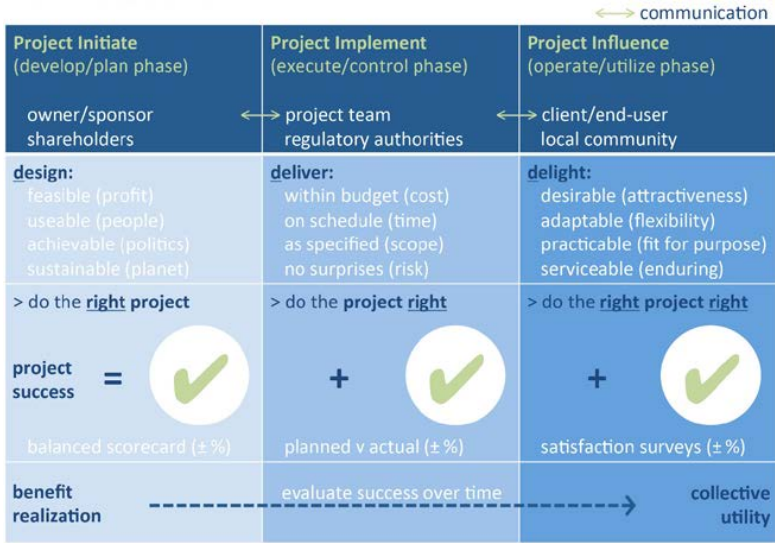 communication
Project Initiate
(develop/plan phase)
owner/sponsor
shareholders
Project Implement
(execute/control phase)
project team
regulatory authorities
Project Influence
(operate/utilize phase)
client/end-user
local community
design:
feasible (profit)
useable (people)
achievable (politics)
sustainable (planet)
deliver:
within budget (cost)
on schedule (time)
as specified (scope)
no surprises (risk)
delight:
desirable (attractiveness)
adaptable (flexibility)
practicable (fit for purpose)
serviceable (enduring)
> do the right project
> do the project right
> do the right project right
project
success
=
+
+
balanced scorecard (±%)
planned v actual (±%)
satisfaction surveys (±%)
benefit
realization
evaluate success over time
collective
utility